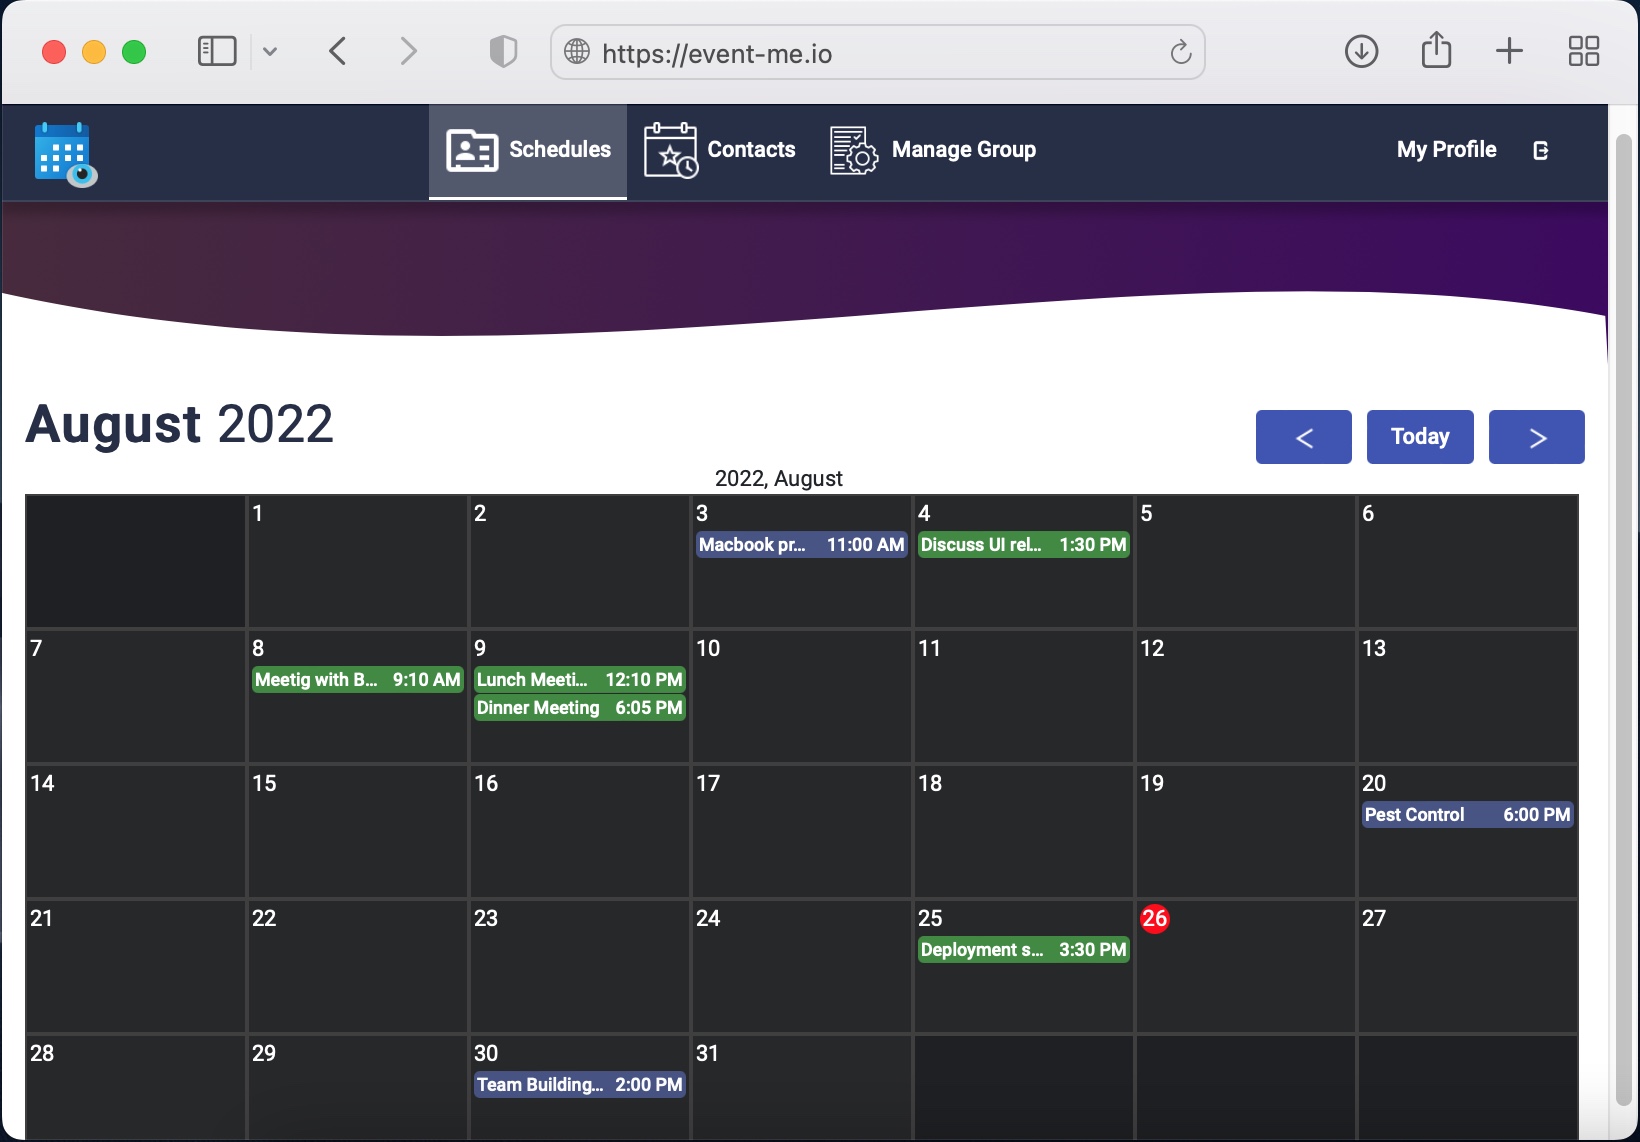 https://event-me.io
Schedules
Contacts
Manage Group
My Profile
August 2022
<
Today
>
2022, August
1
2
3
4
5
6
Macbook pr... 11:00 AM
Discuss UI rel... 1:30 PM
7
8
9
10
11
12
13
Meetig with B... 9:10 AM
Lunch Meeti... 12:10 PM
Dinner Meeting 6:05 PM
14
15
16
17
18
19
20
Pest Control 6:00 PM
21
22
23
24
25
26
27
Deployment s... 3:30 PM
28
29
30
31
Team Building... 2:00 PM